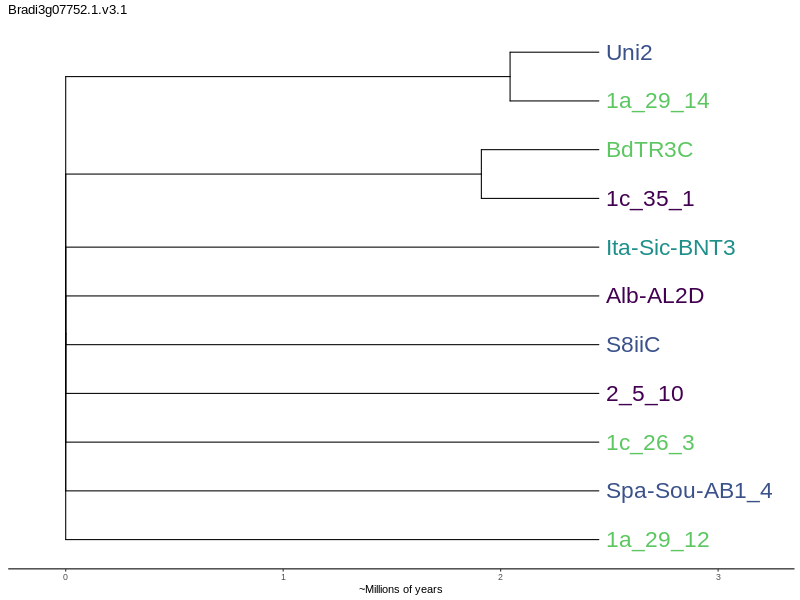 Bradi3g07752.1.v3.1
Uni2
1a_29_14
BdTR3C
1c_35_1
Ita-Sic-BNT3
Alb-AL2D
S8iiC
2_5_10
1c_26_3
Spa-Sou-AB1_4
1a_29_12
0 1 2 3
~Millions of years